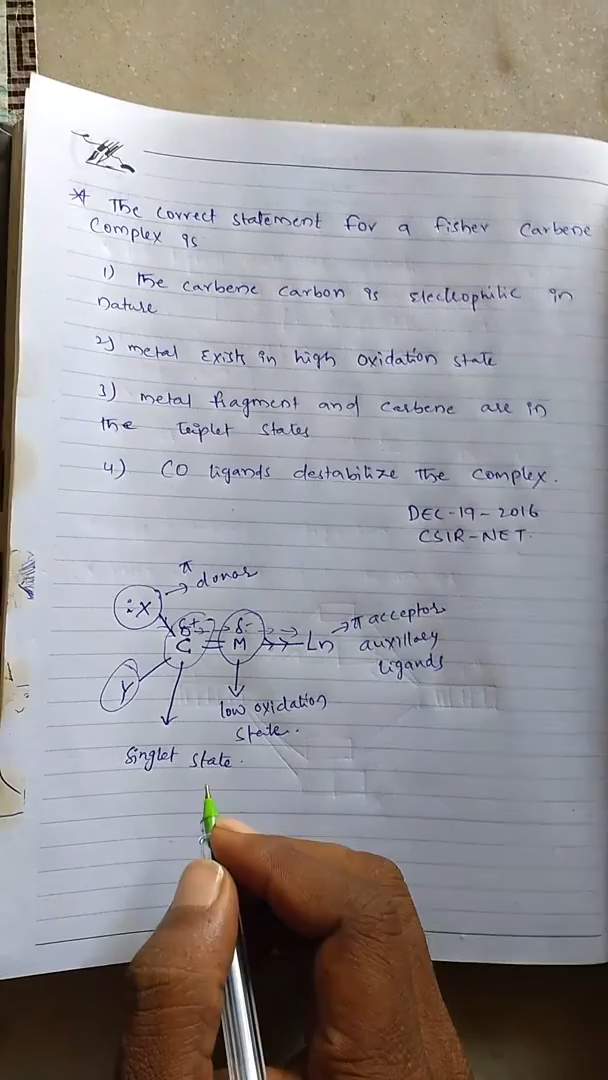 * The correct statement for a fisher carbene
complex is
1) The carbene carbon is electrophilic in
nature
2) metal exists in high oxidation state
3) metal fragment and carbene are in
the triplet states
4) CO ligands destabilize the complex.
DEC-19-2016
CSIR-NET.
π
:X → donor
δ+ δ-
C = M Ln → π acceptor
auxillary
ligands
Y
low oxidation
state.
Singlet state.